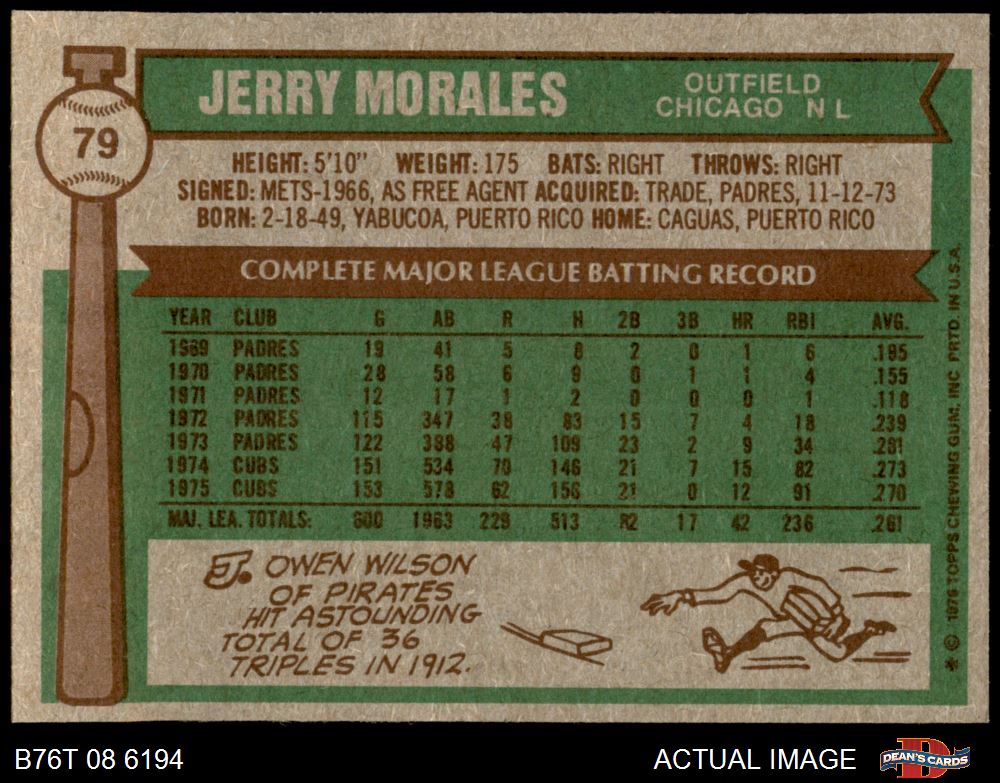 JERRY MORALES
OUTFIELD
CHICAGO N L
79
HEIGHT: 5'10" WEIGHT: 175 BATS: RIGHT THROWS: RIGHT
SIGNED: METS-1966, AS FREE AGENT ACQUIRED: TRADE, PADRES, 11-12-73
BORN: 2-18-49, YABUCOA, PUERTO RICO HOME: CAGUAS, PUERTO RICO
COMPLETE MAJOR LEAGUE BATTING RECORD
YEAR CLUB G AB R H 2B 3B HR RBI AVG.
1969 PADRES 19 41 5 8 2 0 1 6 .195
1970 PADRES 28 58 6 9 0 1 1 4 .155
1971 PADRES 12 17 1 2 0 0 0 1 .118
1972 PADRES 115 347 38 83 15 7 4 18 .239
1973 PADRES 122 388 47 109 23 2 9 34 .281
1974 CUBS 151 534 70 146 21 7 15 82 .273
1975 CUBS 153 578 62 156 21 0 12 91 .270
MAJ. LEA. TOTALS: 600 1963 229 513 82 17 42 236 .261
E.J. OWEN WILSON
OF PIRATES
HIT ASTOUNDING
TOTAL OF 36
TRIPLES IN 1912.
* © 1976 TOPPS CHEWING GUM, INC PRTD. IN U.S.A.
B76T 08 6194
ACTUAL IMAGE
DEAN'S CARDS